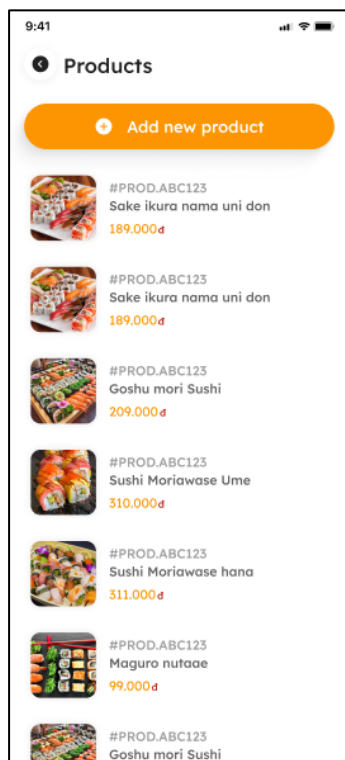 9:41
Products
Add new product
#PROD.ABC123
Sake ikura nama uni don
189.000đ
#PROD.ABC123
Sake ikura nama uni don
189.000đ
#PROD.ABC123
Goshu mori Sushi
209.000đ
#PROD.ABC123
Sushi Moriawase Ume
310.000đ
#PROD.ABC123
Sushi Moriawase hana
311.000đ
#PROD.ABC123
Maguro nutaae
99.000đ
#PROD.ABC123
Goshu mori Sushi